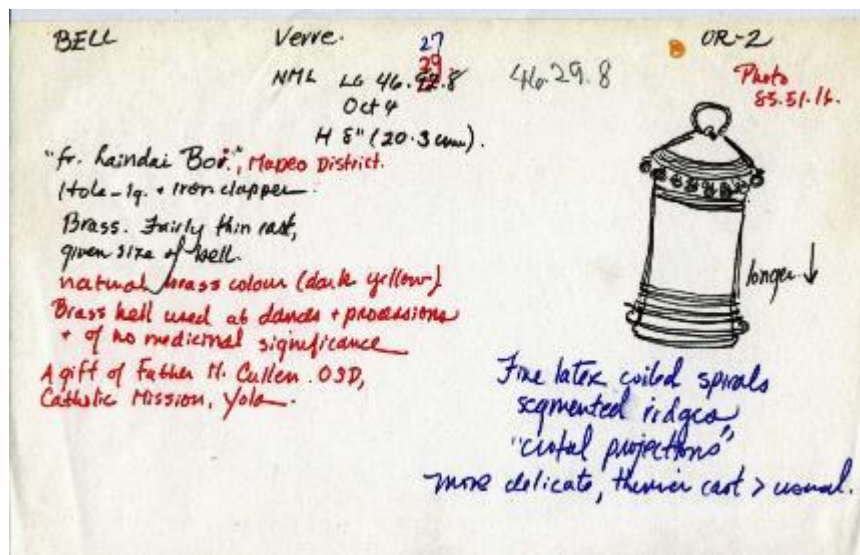 BELL
Verre.
27
29
OR-2
NML LG 46.92.8
46.29.8
Photo
83.51.16.
Oct 4
H 8" (20.3 cm).
"fr. Laindai Boi.", Mapeo District.
Hole - lg. + iron clapper.
Brass. Fairly thin cast,
given size of bell.
natural brass colour (dark yellow)
longer ↓
Brass bell used at dances + processions
+ of no medicinal significance
A gift of Father M. Cullen. OSD,
Catholic Mission, Yola.
Fine latex coiled spirals
segmented ridges,
projections"
more delicate, thinner cast > usual.